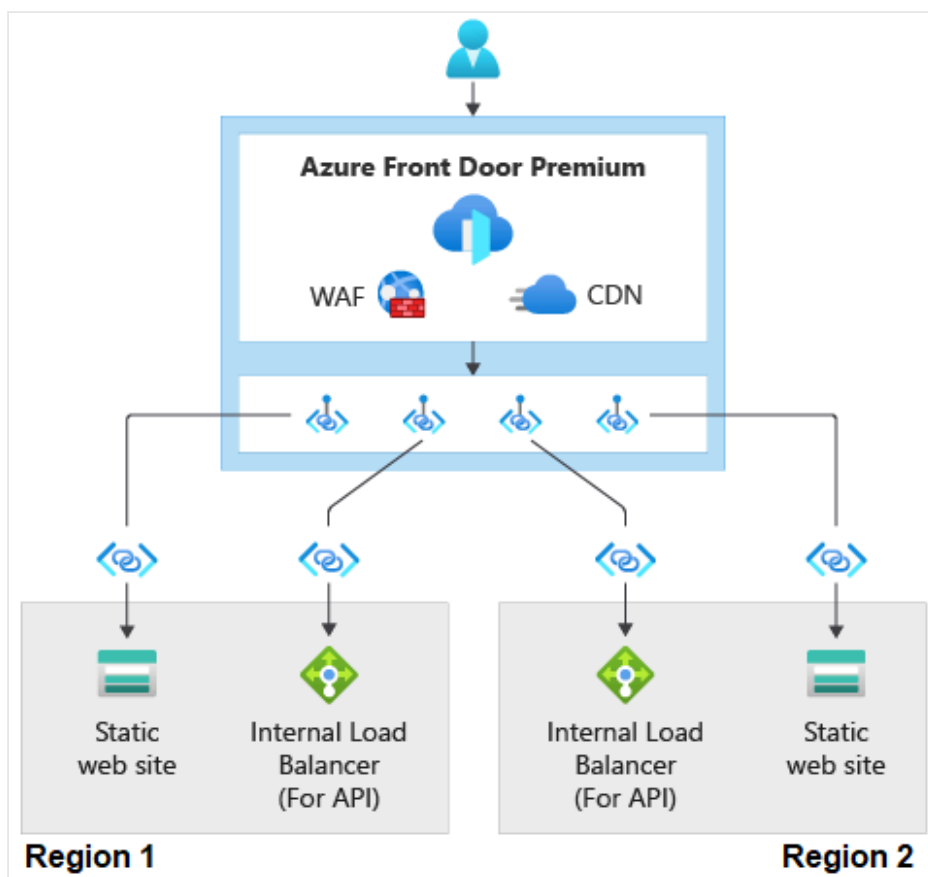 Azure Front Door Premium
WAF
CDN
Static
web site
Internal Load
Balancer
(For API)
Internal Load
Balancer
(For API)
Static
web site
Region 1
Region 2